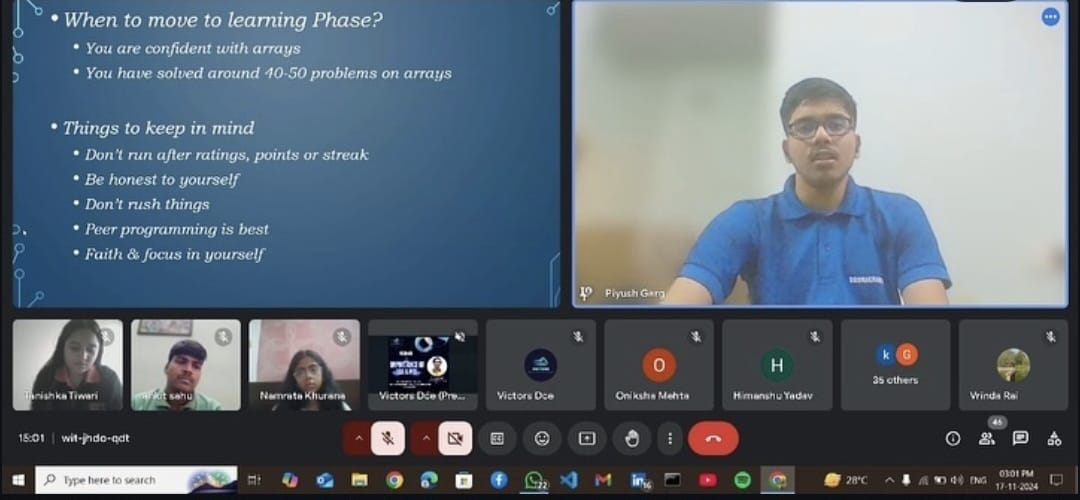 • When to move to learning Phase?
• You are confident with arrays
• You have solved around 40-50 problems on arrays
• Things to keep in mind
• Don't run after ratings, points or streak
• Be honest to yourself
• Don't rush things
• Peer programming is best
• Faith & focus in yourself
Piyush Garg
Tanishka Tiwari
sahu
Namrata Khurana
Victors Dce (Pre...
Victors Dce
O
Oniksha Mehta
H
Himanshu Yadav
k G
35 others
Vrinda Rai
15:01 | wit-jhdc-qdt
46
Type here to search
22
28°C
ENG
03:01 PM
17-11-2024